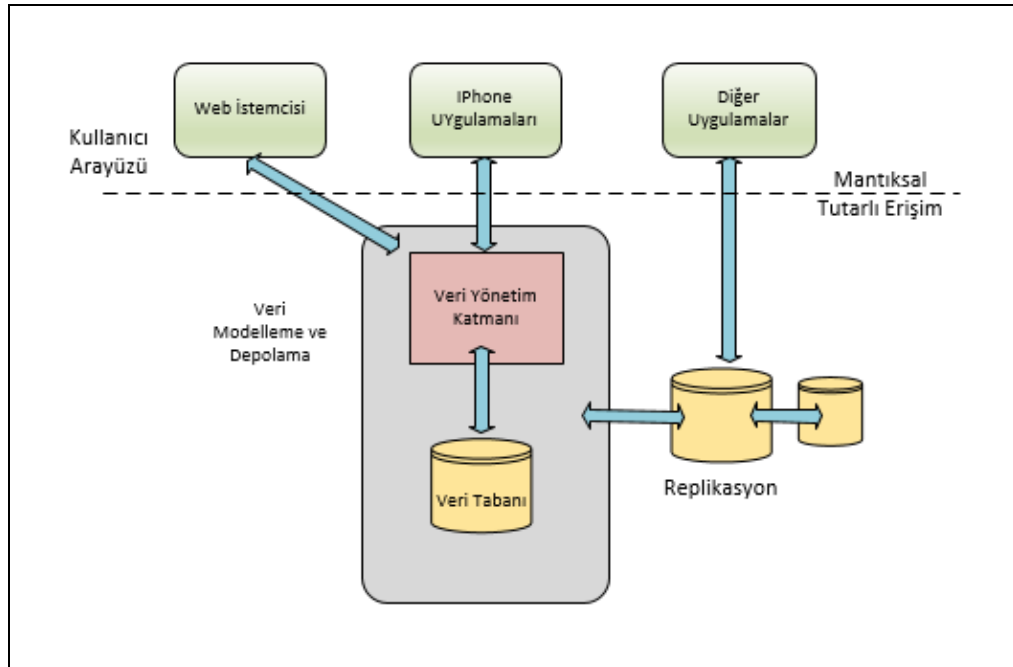 Web İstemcisi
IPhone
UYgulamaları
Diğer
Uygulamalar
Kullanıcı
Arayüzü
Mantıksal
Tutarlı Erişim
Veri
Modelleme ve
Depolama
Veri Yönetim
Katmanı
Veri Tabanı
Replikasyon